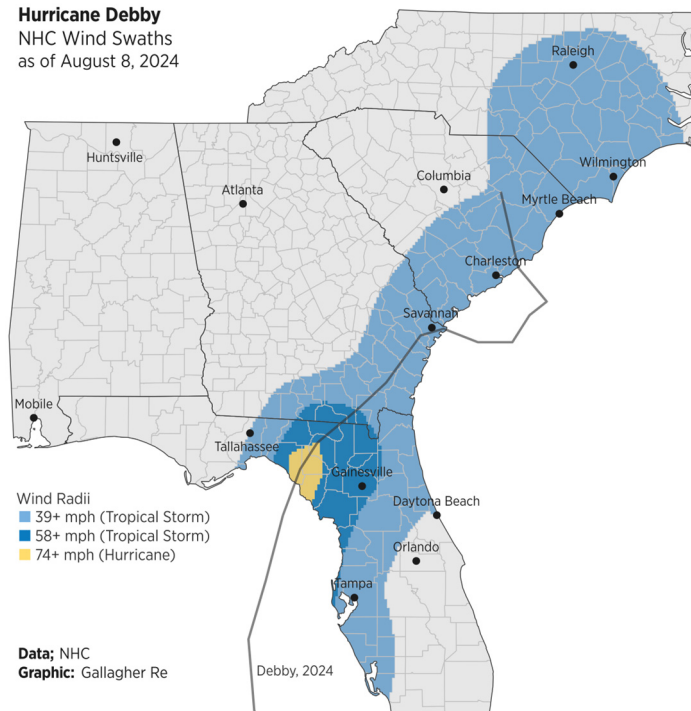 Hurricane Debby
NHC Wind Swaths
as of August 8, 2024
Raleigh
Huntsville
Wilmington
Columbia
Atlanta
Myrtle Beach
Charleston
Savannah
Mobile
Tallahassee
Gainesville
Daytona Beach
Orlando
Tampa
Wind Radii
39+ mph (Tropical Storm)
58+ mph (Tropical Storm)
74+ mph (Hurricane)
Data; NHC
Graphic: Gallagher Re
Debby, 2024